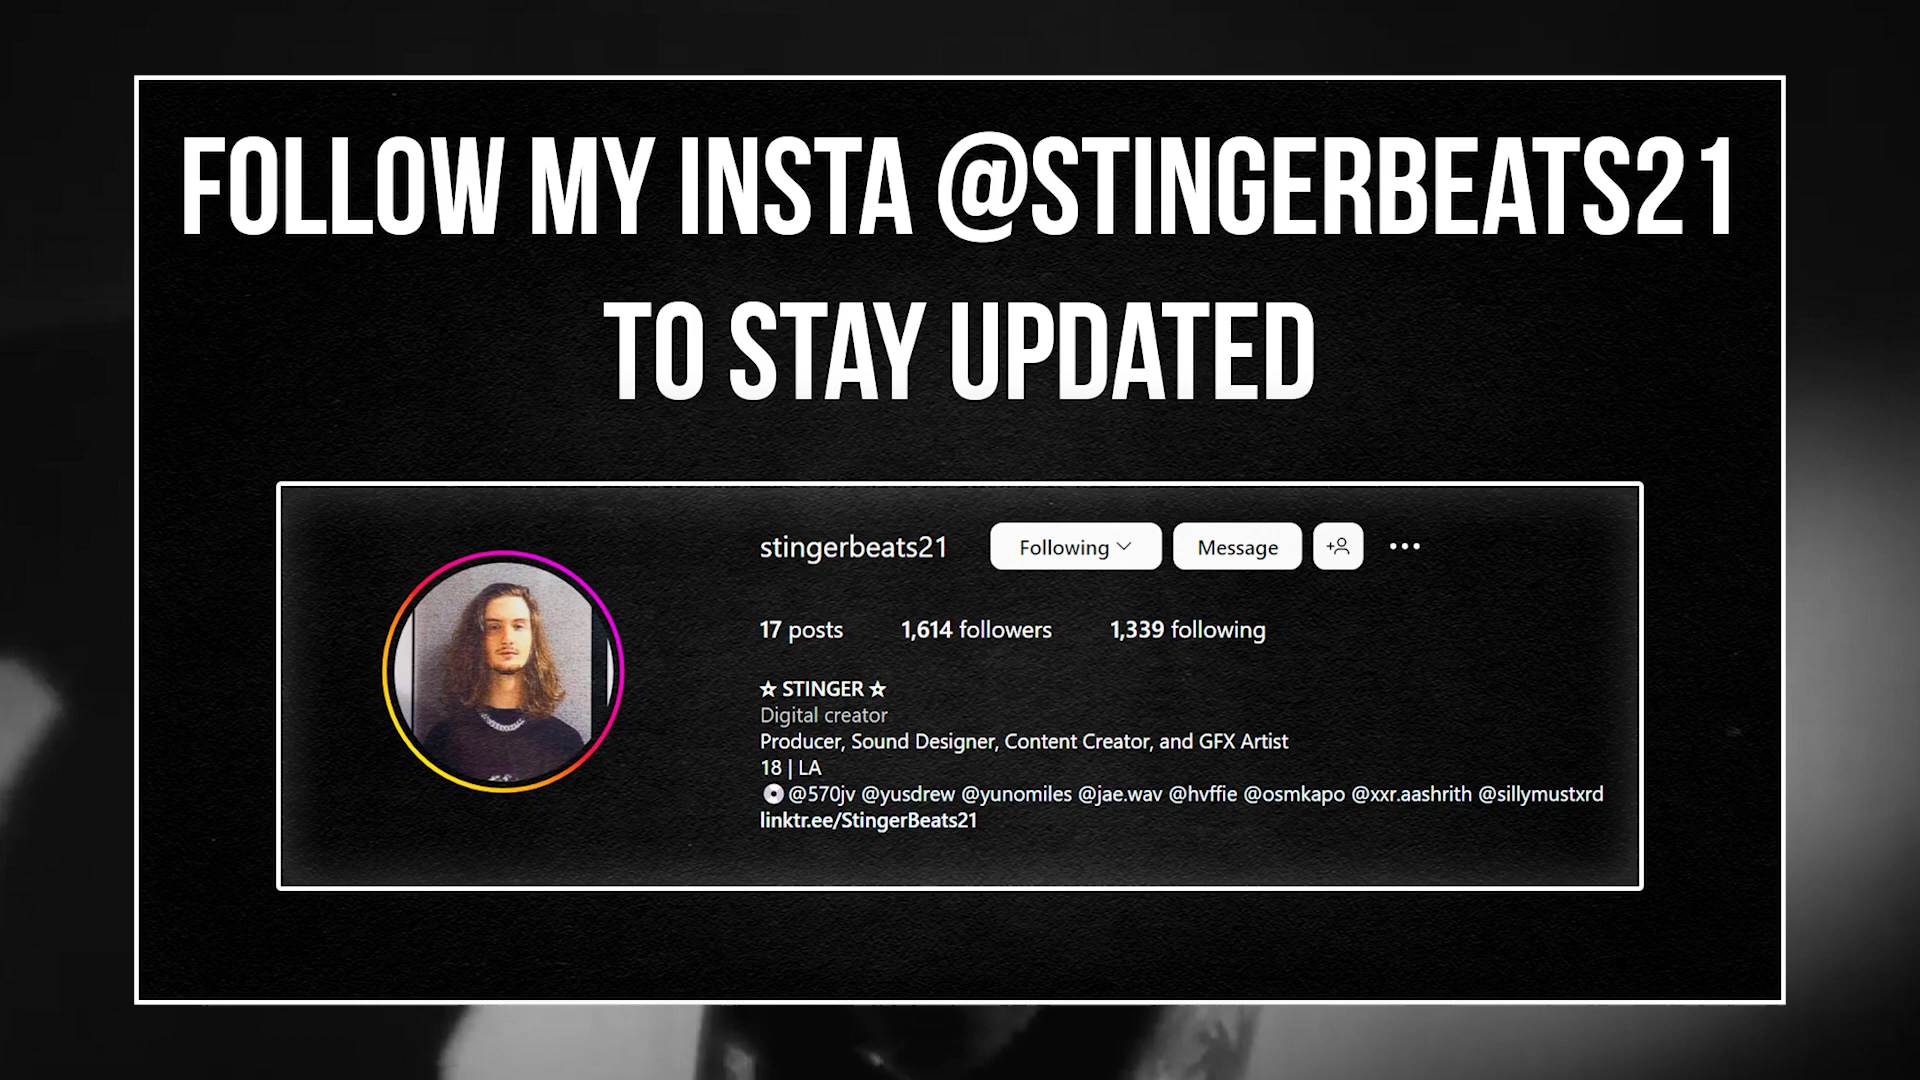 FOLLOW MY INSTA @STINGERBEATS21
TO STAY UPDATED
stingerbeats21 Following Message
17 posts 1,614 followers 1,339 following
☆ STINGER ☆
Digital creator
Producer, Sound Designer, Content Creator, and GFX Artist
18 | LA
@570jv @yusdrew @yunomiles @jae.wav @hvffie @osmkapo @xxr.aashrith @sillymustxrd
linktr.ee/StingerBeats21